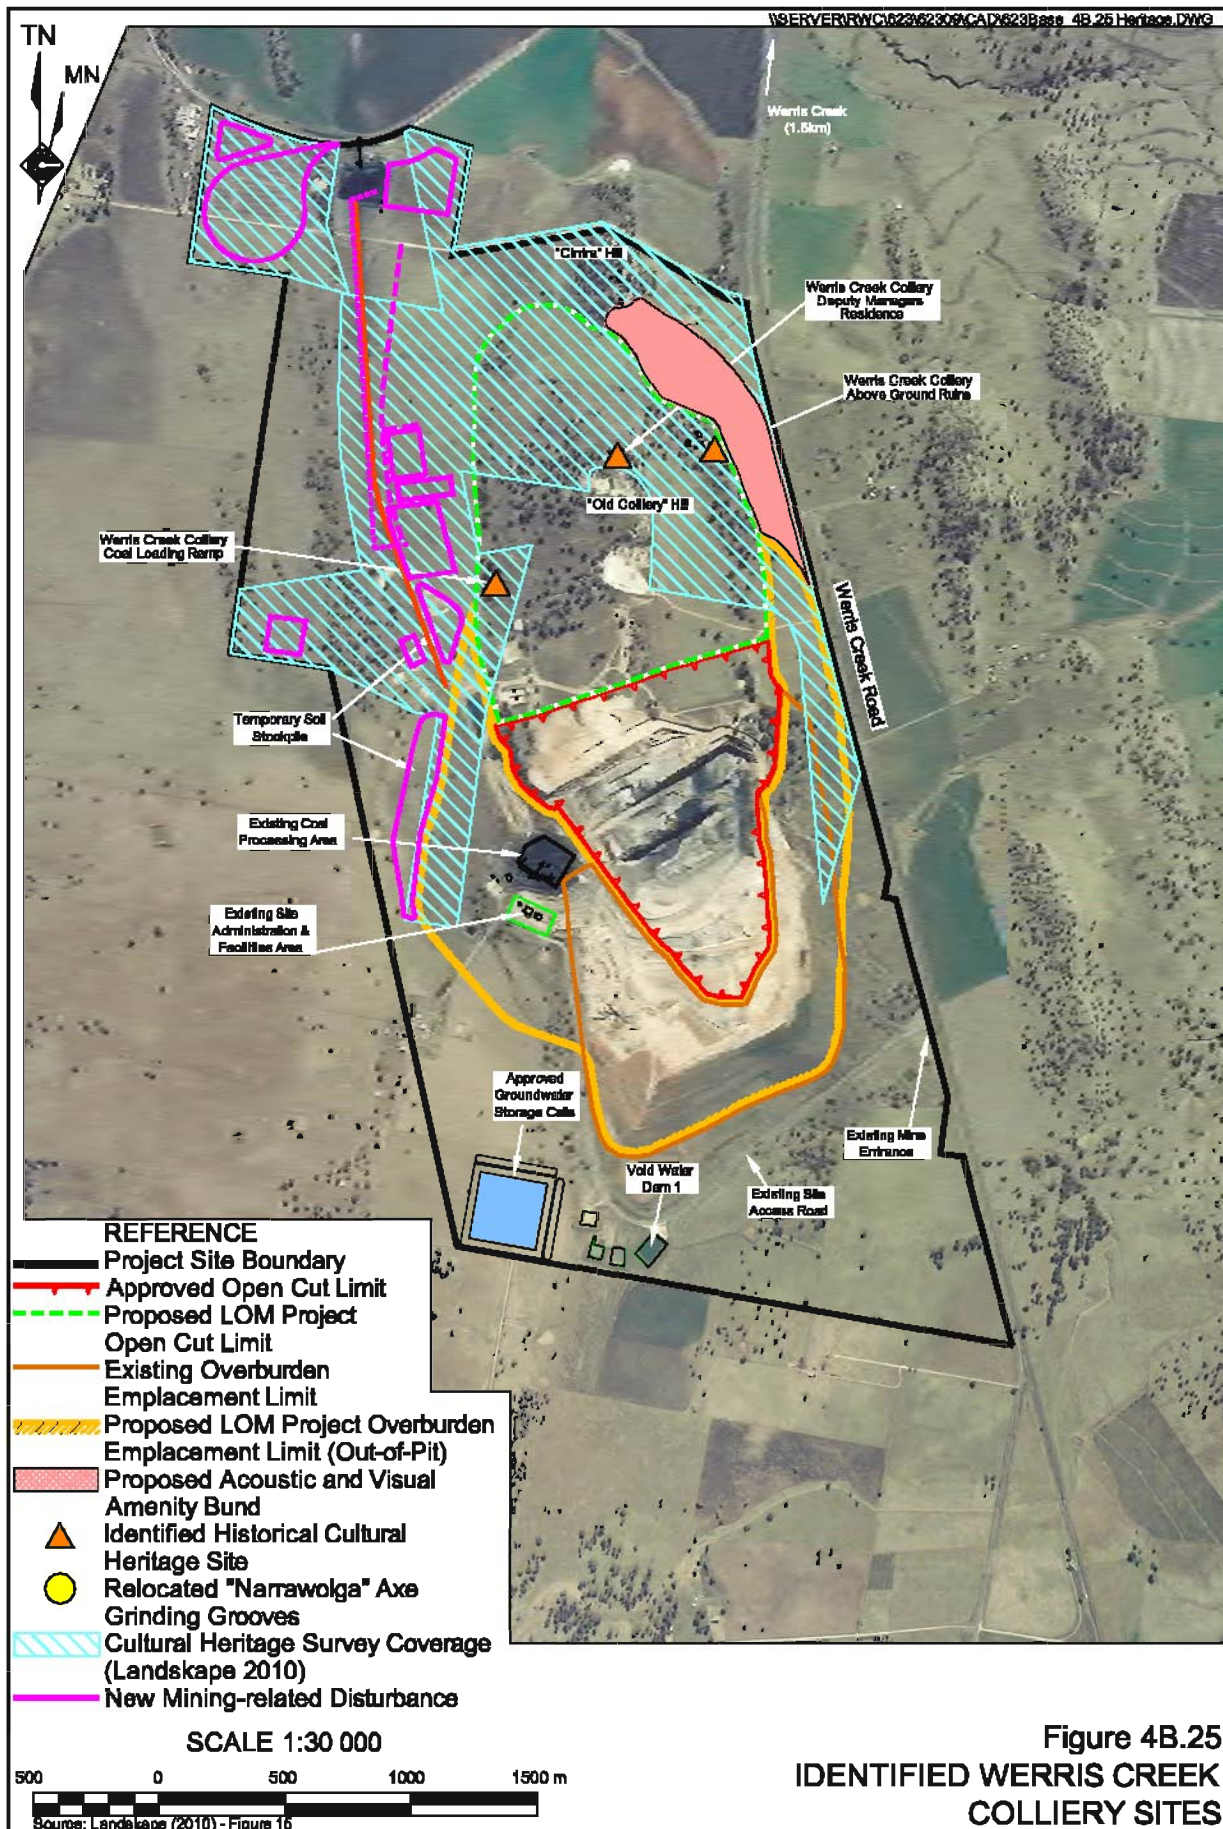 \\SERVER\RWC\623\62309\CAD\623Base_4B.25 Heritage.DWG
TN
MN
Werris Creek
(1.5km)
"Cintra" Hill
Werris Creek Colliery
Deputy Managers
Residence
Werris Creek Colliery
Above Ground Ruins
"Old Colliery" Hill
Werris Creek Colliery
Coal Loading Ramp
Werris Creek Road
Temporary Soil
Stockpile
Existing Coal
Processing Area
Existing Site
Administration &
Facilities Area
Approved
Groundwater
Storage Cells
Void Water
Dam 1
Existing Mine
Entrance
Existing Site
Access Road
REFERENCE
Project Site Boundary
Approved Open Cut Limit
Proposed LOM Project
Open Cut Limit
Existing Overburden
Emplacement Limit
Proposed LOM Project Overburden
Emplacement Limit (Out-of-Pit)
Proposed Acoustic and Visual
Amenity Bund
Identified Historical Cultural
Heritage Site
Relocated "Narrawolga" Axe
Grinding Grooves
Cultural Heritage Survey Coverage
(Landskape 2010)
New Mining-related Disturbance
SCALE 1:30 000
500 0 500 1000 1500 m
Source: Landskape (2010) - Figure 15
Figure 4B.25
IDENTIFIED WERRIS CREEK
COLLIERY SITES